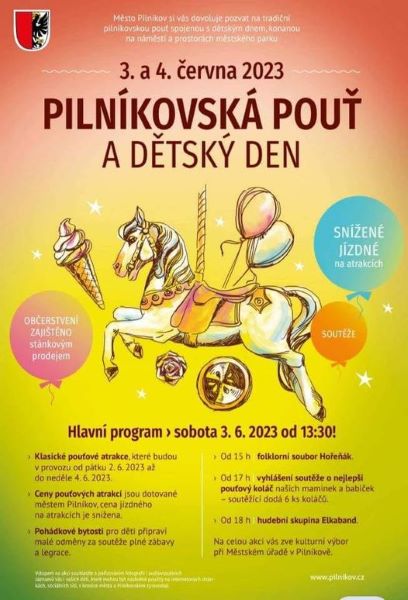 Město Pilníkov si vás dovoluje pozvat na tradiční
pilníkovskou pouť spojenou s dětským dnem, konanou
na náměstí a prostorách městského parku
3. a 4. června 2023
PILNÍKOVSKÁ POUŤ
A DĚTSKÝ DEN
SNÍŽENÉ
JÍZDNÉ
na atrakcích
OBČERSTVENÍ
ZAJIŠTĚNO
stánkovým
prodejem
SOUTĚŽE
Hlavní program › sobota 3. 6. 2023 od 13:30!
› Klasické pouťové atrakce, které budou
v provozu od pátku 2. 6. 2023 až
do neděle 4. 6. 2023.
› Ceny pouťových atrakcí jsou dotované
městem Pilníkov, cena jízdného
na atrakcích je snížena.
› Pohádkové bytosti pro děti připraví
malé odměny za soutěže plné zábavy
a legrace.
› Od 15 h folklorní soubor Hořeňák.
› Od 17 h vyhlášení soutěže o nejlepší
pouťový koláč našich maminek a babiček
– soutěžící dodá 6 ks koláčů.
› Od 18 h hudební skupina Elkaband.
Na celou akci vás zve kulturní výbor
při Městském úřadě v Pilníkově.
www.pilnikov.cz